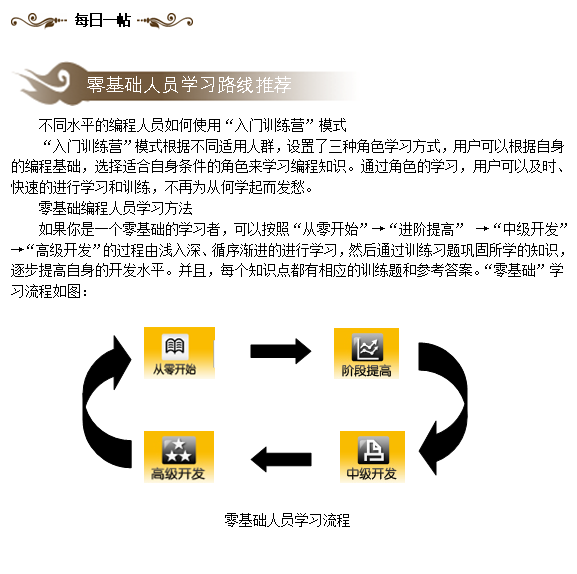 每日一帖
零基础人员学习路线推荐
不同水平的编程人员如何使用“入门训练营”模式
“入门训练营”模式根据不同适用人群，设置了三种角色学习方式，用户可以根据自身
的编程基础，选择适合自身条件的角色来学习编程知识。通过角色的学习，用户可以及时、
快速的进行学习和训练，不再为从何学起而发愁。
零基础编程人员学习方法
如果你是一个零基础的学习者，可以按照“从零开始”→“进阶提高” →“中级开发”
→“高级开发”的过程由浅入深、循序渐进的进行学习，然后通过训练习题巩固所学的知识，
逐步提高自身的开发水平。并且，每个知识点都有相应的训练题和参考答案。“零基础”学
习流程如图：
从零开始
阶段提高
高级开发
中级开发
零基础人员学习流程